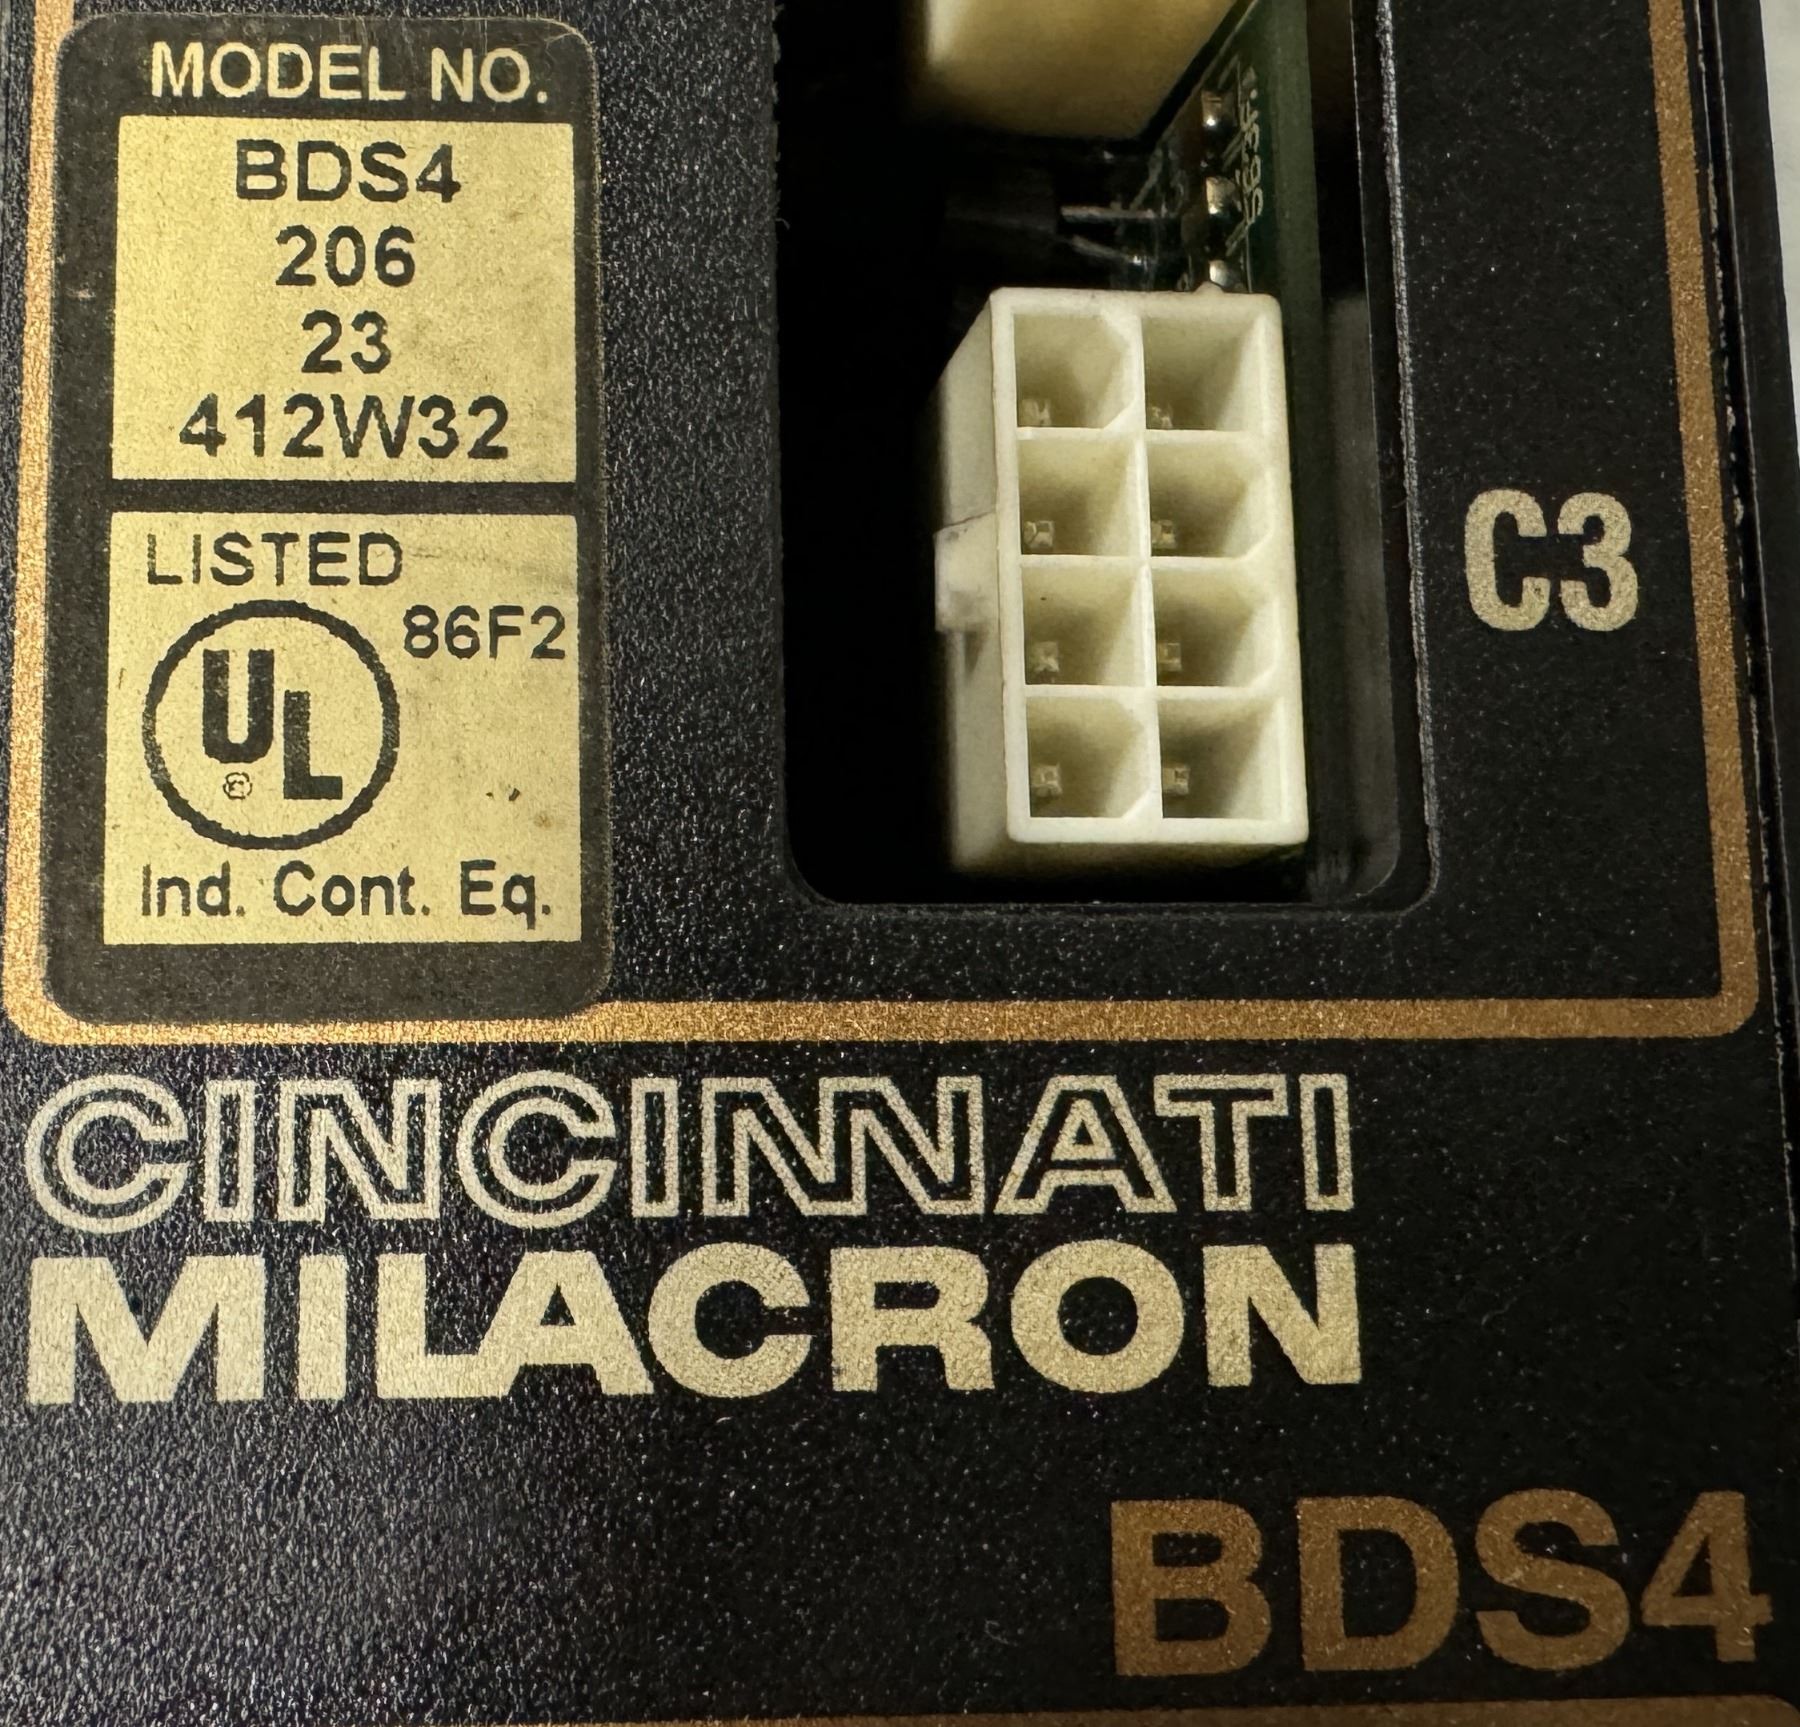 MODEL NO.
BDS4
206
23
412W32
LISTED
86F2
UL
®
Ind. Cont. Eq.
C3
CINCINNATI
MILACRON
BDS4